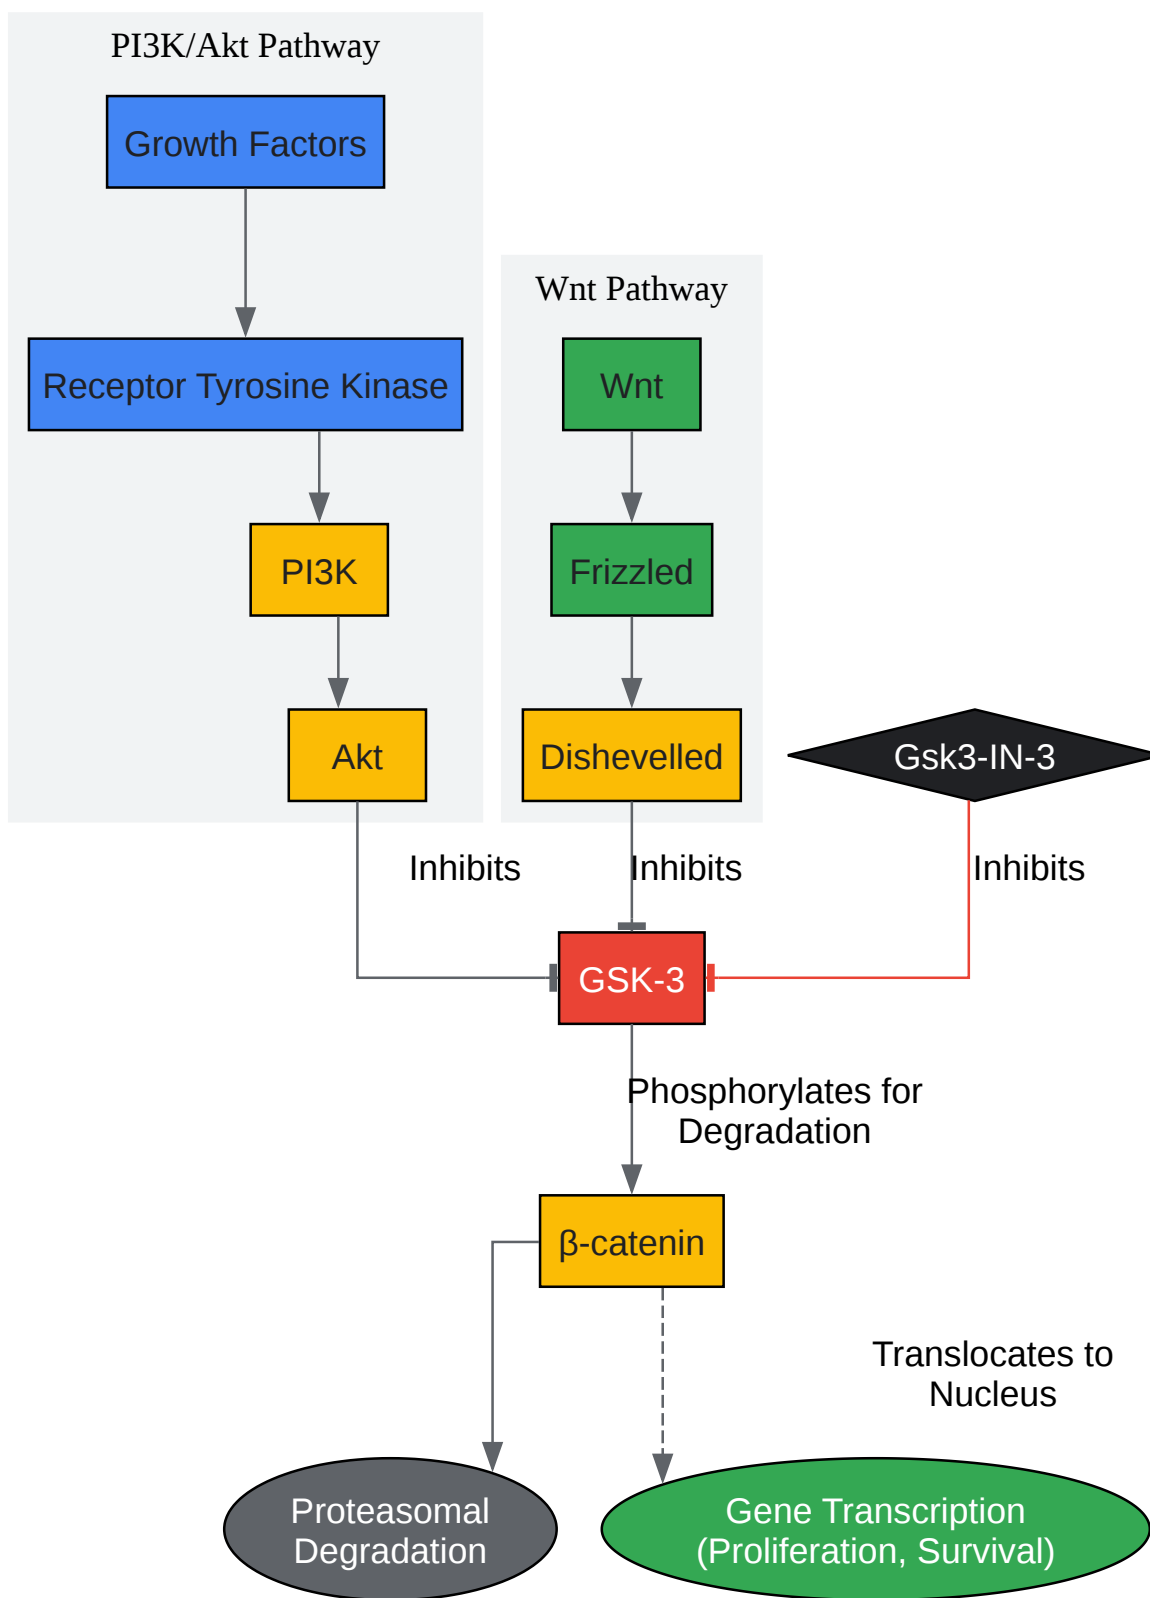 PI3K/Akt Pathway
Growth Factors
Wnt Pathway
Receptor Tyrosine Kinase
Wnt
PI3K
Frizzled
Akt
Dishevelled
Gsk3-IN-3
Inhibits
Inhibits
Inhibits
GSK-3
Phosphorylates for
Degradation
β-catenin
Translocates to
Nucleus
Proteasomal
Degradation
Gene Transcription
(Proliferation, Survival)